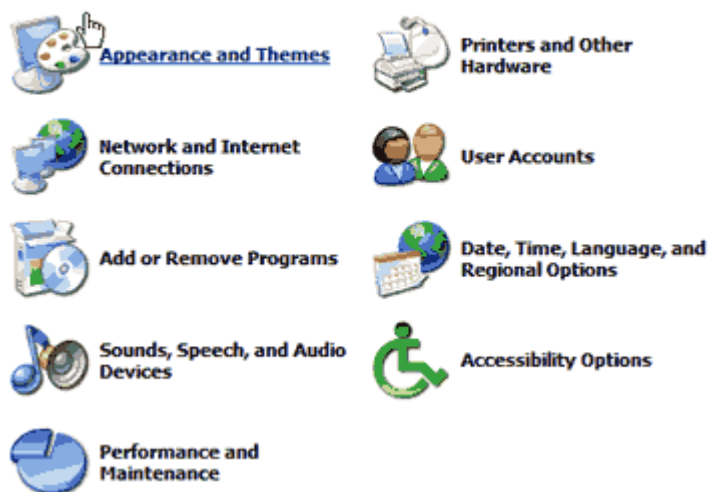 Appearance and Themes
Printers and Other
Hardware
Network and Internet
Connections
User Accounts
Add or Remove Programs
Date, Time, Language, and
Regional Options
Sounds, Speech, and Audio
Devices
Accessibility Options
Performance and
Maintenance